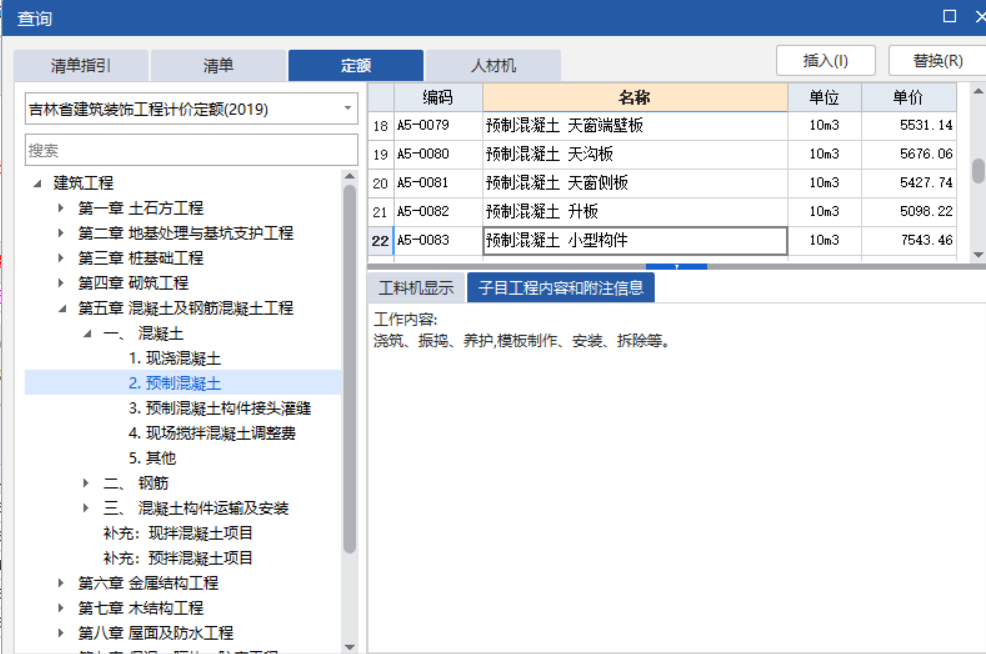 查询
清单指引 清单 定额 人材机 插入(I) 替换(R)
吉林省建筑装饰工程计价定额(2019)
搜索
建筑工程
第一章 土石方工程
第二章 地基处理与基坑支护工程
第三章 桩基础工程
第四章 砌筑工程
第五章 混凝土及钢筋混凝土工程
一、 混凝土
1. 现浇混凝土
2. 预制混凝土
3. 预制混凝土构件接头灌缝
4. 现场搅拌混凝土调整费
5. 其他
二、 钢筋
三、 混凝土构件运输及安装
补充：现拌混凝土项目
补充：预拌混凝土项目
第六章 金属结构工程
第七章 木结构工程
第八章 屋面及防水工程
编码 名称 单位 单价
18 A5-0079 预制混凝土 天窗端壁板 10m3 5531.14
19 A5-0080 预制混凝土 天沟板 10m3 5676.06
20 A5-0081 预制混凝土 天窗侧板 10m3 5427.74
21 A5-0082 预制混凝土 升板 10m3 5098.22
22 A5-0083 预制混凝土 小型构件 10m3 7543.46
工料机显示 子目工程内容和附注信息
工作内容:
浇筑、振捣、养护,模板制作、安装、拆除等。